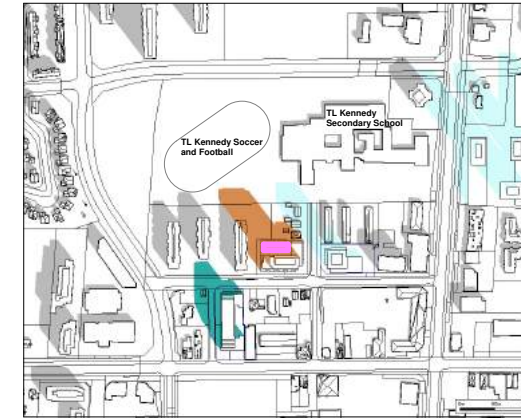 TL Kennedy
Secondary School
TL Kennedy Soccer
and Football